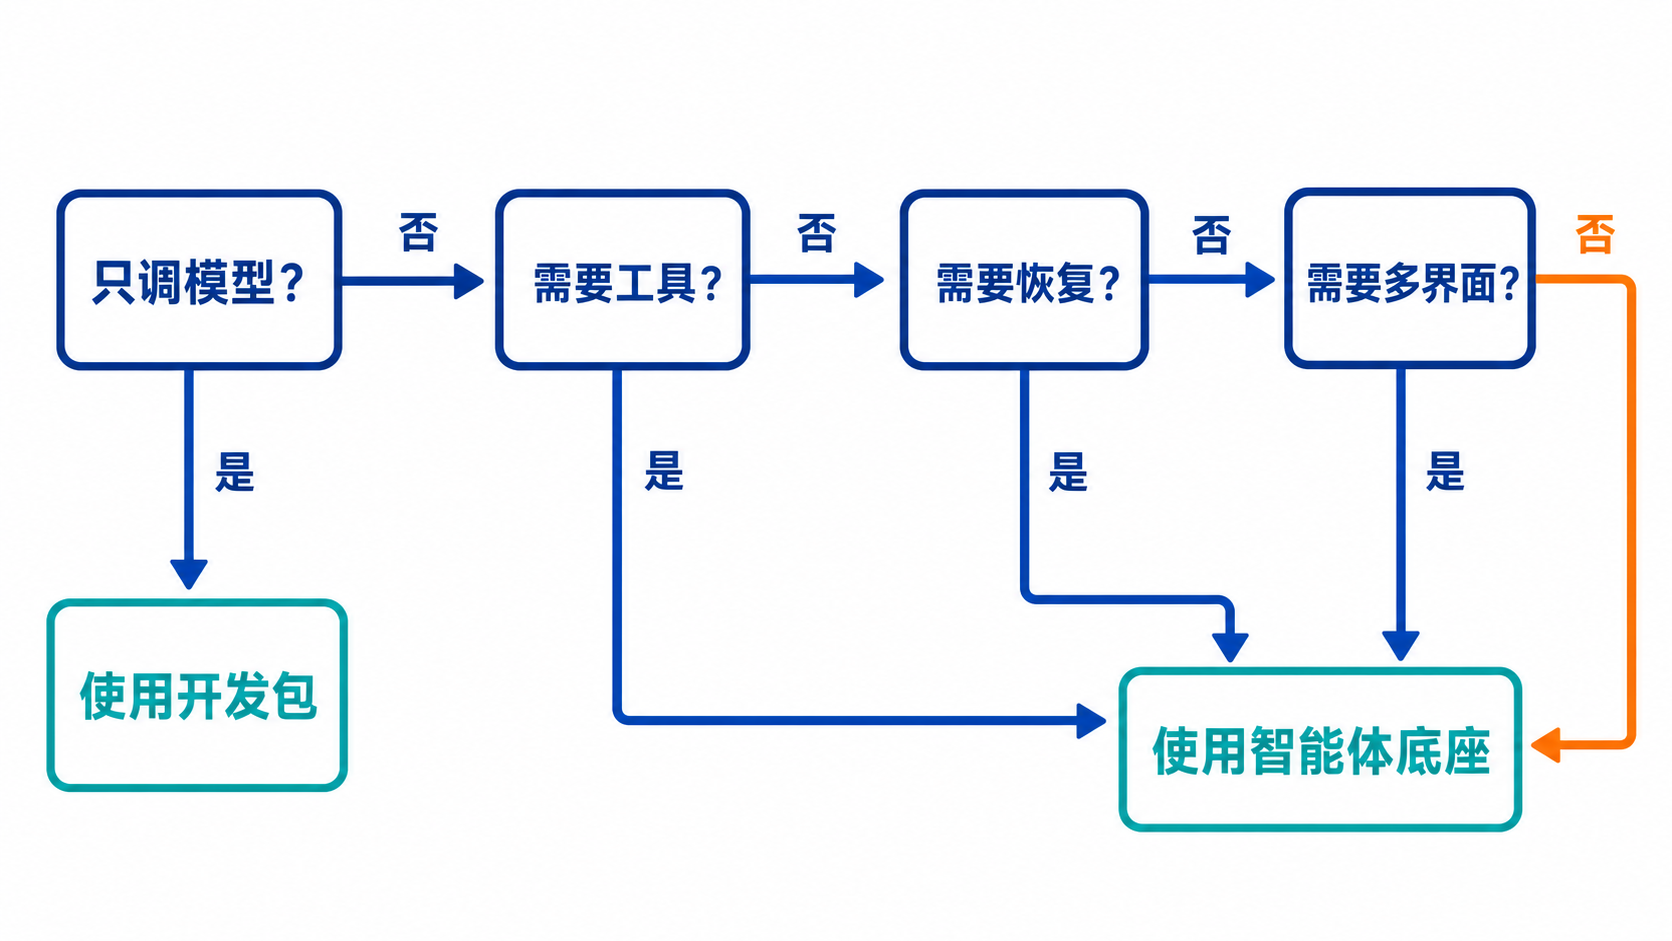 只调模型？
否
需要工具？
否
需要恢复？
否
需要多界面？
否
是
是
是
是
使用开发包
使用智能体底座